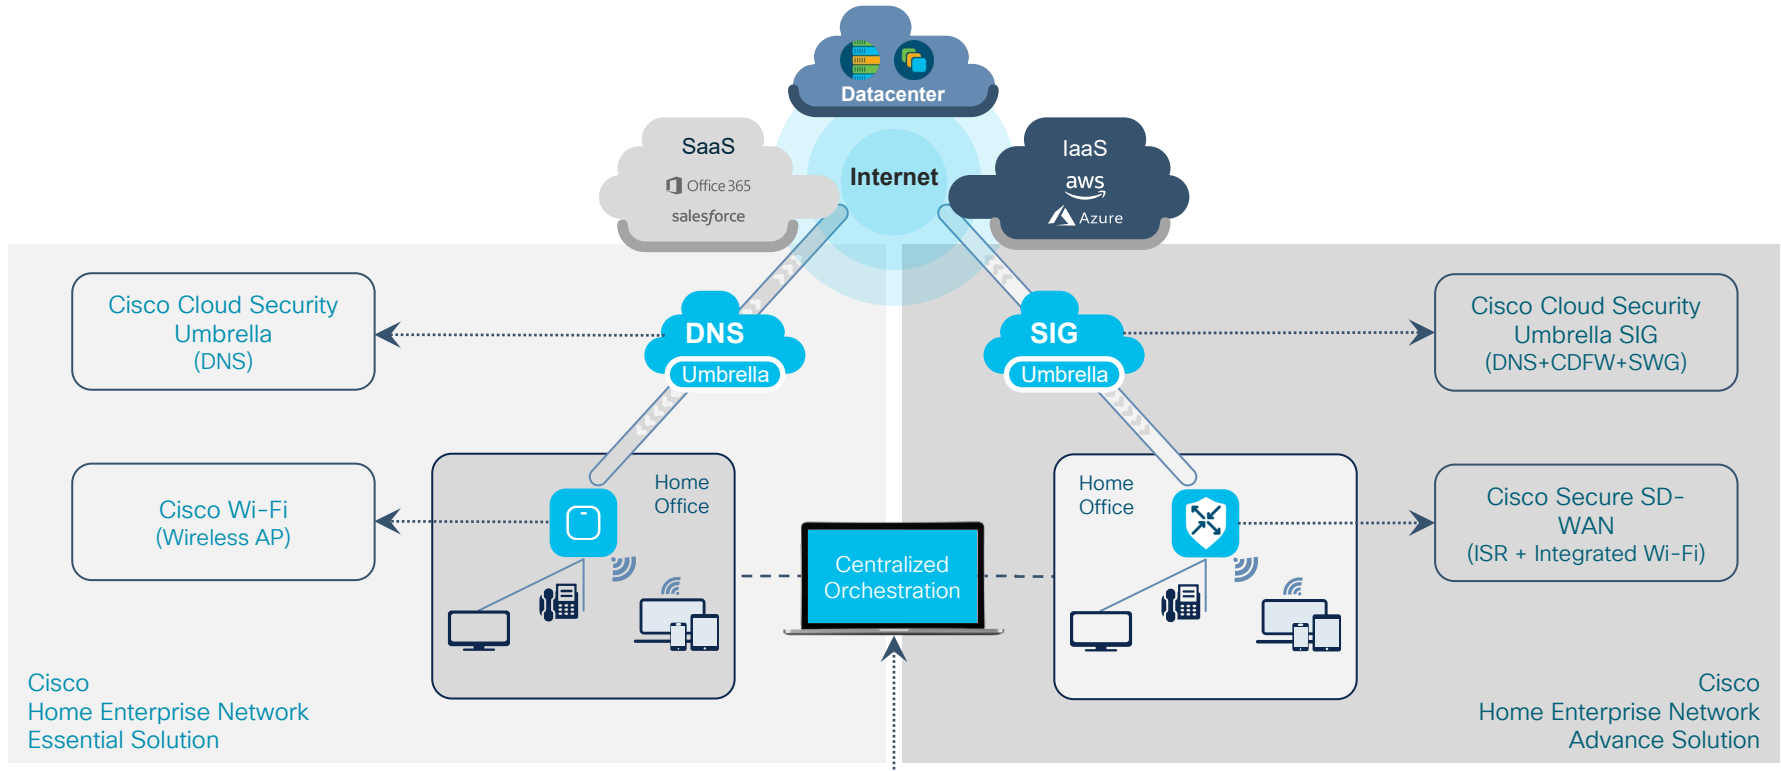 Datacenter
SaaS
Office 365
salesforce
Internet
IaaS
aws
Azure
Cisco Cloud Security
Umbrella
(DNS)
DNS
Umbrella
SIG
Umbrella
Cisco Cloud Security
Umbrella SIG
(DNS+CDFW+SWG)
Cisco Wi-Fi
(Wireless AP)
Home
Office
Centralized
Orchestration
Home
Office
Cisco Secure SD-
WAN
(ISR + Integrated Wi-Fi)
Cisco
Home Enterprise Network
Essential Solution
Cisco
Home Enterprise Network
Advance Solution